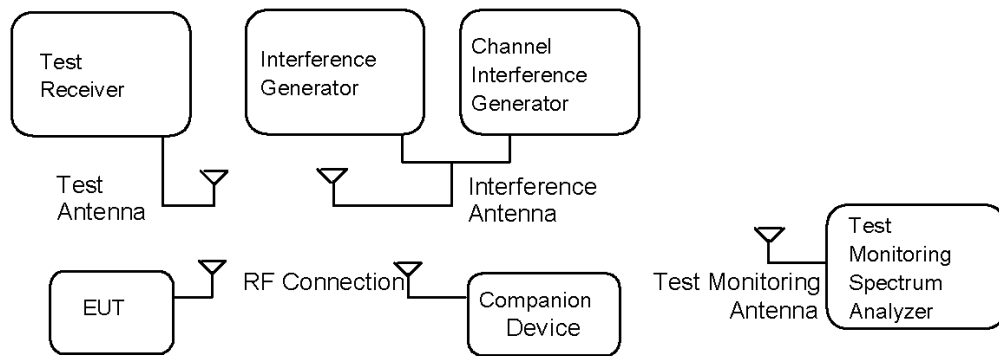 Test
Receiver
Interference
Generator
Channel
Interference
Generator
Test
Antenna
Interference
Antenna
EUT
RF Connection
Companion
Device
Test Monitoring
Antenna
Test
Monitoring
Spectrum
Analyzer